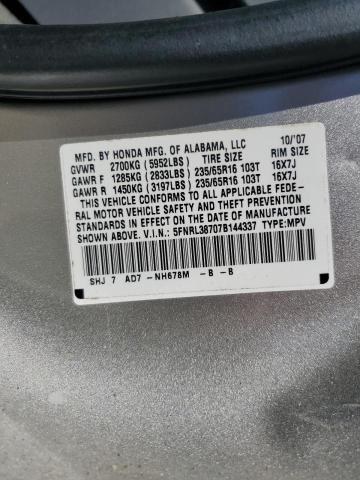 MFD. BY HONDA MFG. OF ALABAMA, LLC 10/'07
GVWR 2700KG (5952LBS) TIRE SIZE RIM SIZE
GAWR F 1285KG (2833LBS) 235/65R16 103T 16X7J
GAWR R 1450KG (3197LBS) 235/65R16 103T 16X7J
THIS VEHICLE CONFORMS TO ALL APPLICABLE FEDE-
RAL MOTOR VEHICLE SAFETY AND THEFT PREVENTION
STANDARDS IN EFFECT ON THE DATE OF MANUFACTURE
SHOWN ABOVE. V.I.N.: 5FNRL38707B144337 TYPE:MPV
SHJ 7 AD7 -NH678M -B -B